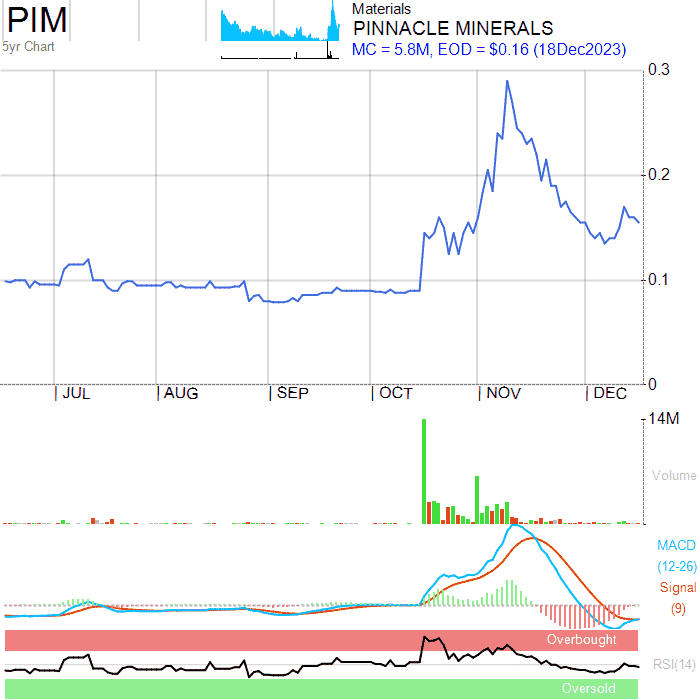 PIM
5yr Chart
Materials
PINNACLE MINERALS
MC = 5.8M, EOD = $0.16 (18Dec2023)
0.3
0.2
0.1
0
JUL
AUG
SEP
OCT
NOV
DEC
14M
Volume
MACD
(12-26)
Signal
(9)
Overbought
RSI(14)
Oversold